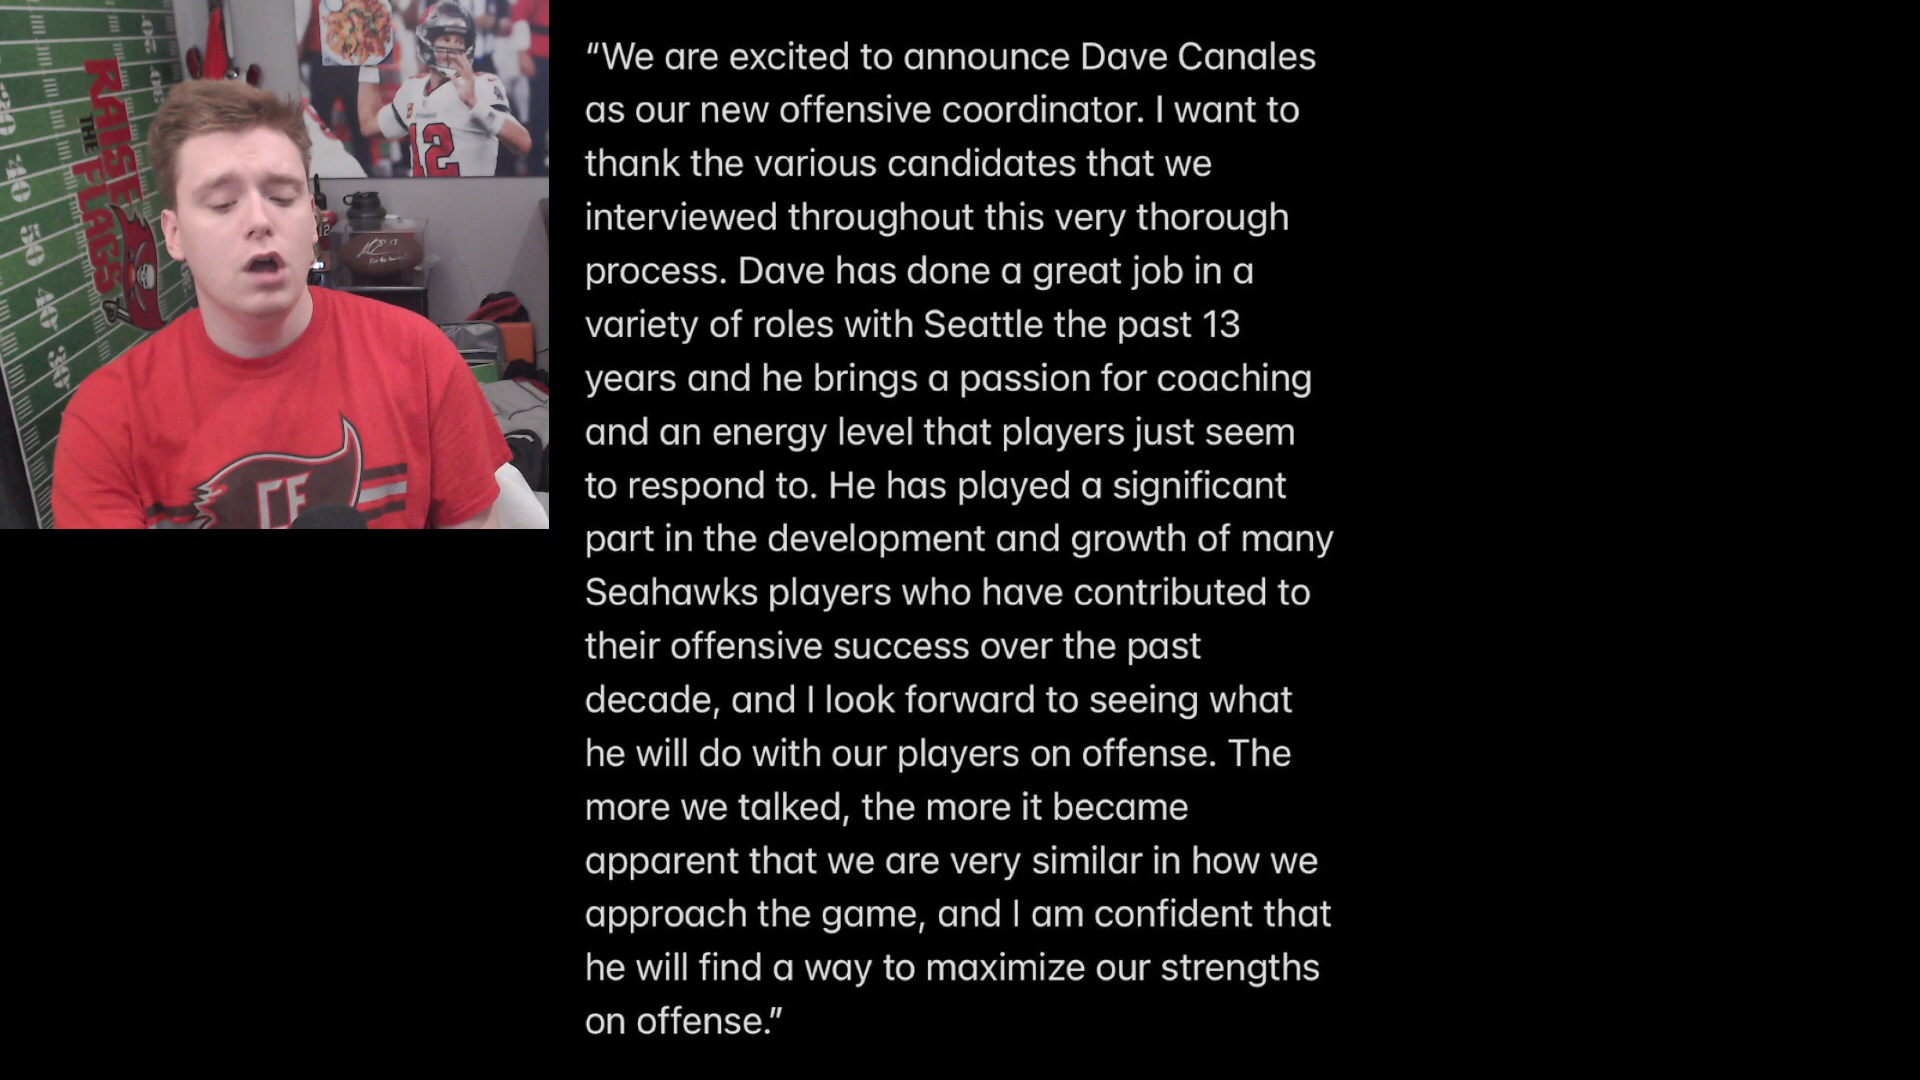 RAISE
THE
FLAGS
12
“We are excited to announce Dave Canales
as our new offensive coordinator. I want to
thank the various candidates that we
interviewed throughout this very thorough
process. Dave has done a great job in a
variety of roles with Seattle the past 13
years and he brings a passion for coaching
and an energy level that players just seem
to respond to. He has played a significant
part in the development and growth of many
Seahawks players who have contributed to
their offensive success over the past
decade, and I look forward to seeing what
he will do with our players on offense. The
more we talked, the more it became
apparent that we are very similar in how we
approach the game, and I am confident that
he will find a way to maximize our strengths
on offense.”